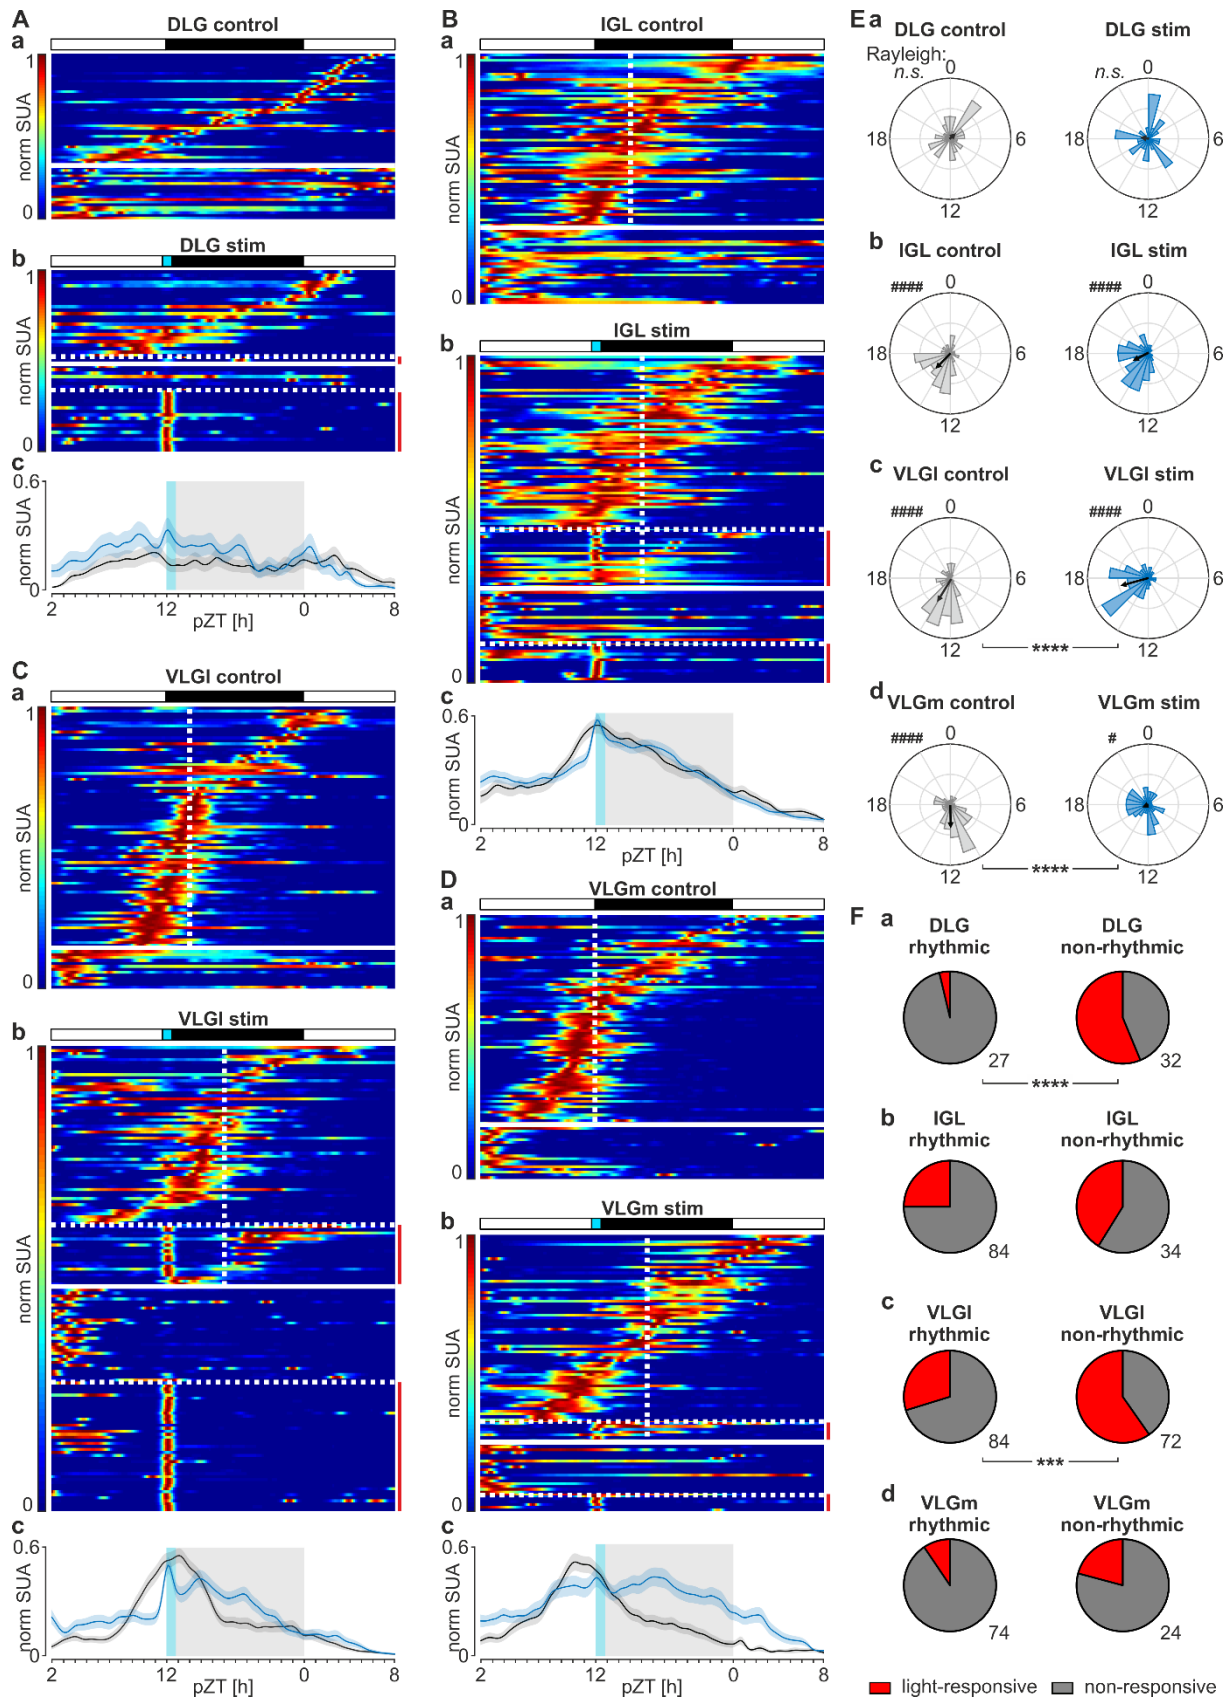 A
DLG control
a
1
norm SUA
0
DLG stim
b
1
norm SUA
0
c
0.6
norm SUA
0
2
12
0
8
pZT [h]
B
IGL control
a
1
norm SUA
0
IGL stim
b
1
norm SUA
0
c
0.6
norm SUA
0
2
12
0
8
pZT [h]
C
VLGl control
a
1
norm SUA
0
VLGl stim
b
1
norm SUA
0
c
0.6
norm SUA
0
2
12
0
8
pZT [h]
D
VLGm control
a
1
norm SUA
0
VLGm stim
b
1
norm SUA
0
c
0.6
norm SUA
0
2
12
0
8
pZT [h]
E
a
DLG control
DLG stim
Rayleigh:
n.s.
0
n.s.
0
18
6
18
6
12
12
b
IGL control
IGL stim
####
0
####
0
18
6
18
6
12
12
c
VLGl control
VLGl stim
####
0
####
0
18
6
18
6
12
****
12
d
VLGm control
VLGm stim
####
0
#
0
18
6
18
6
12
****
12
F
a
DLG
rhythmic
DLG
non-rhythmic
27
32
****
b
IGL
rhythmic
IGL
non-rhythmic
84
34
c
VLGl
rhythmic
VLGl
non-rhythmic
84
72
***
d
VLGm
rhythmic
VLGm
non-rhythmic
74
24
light-responsive
non-responsive